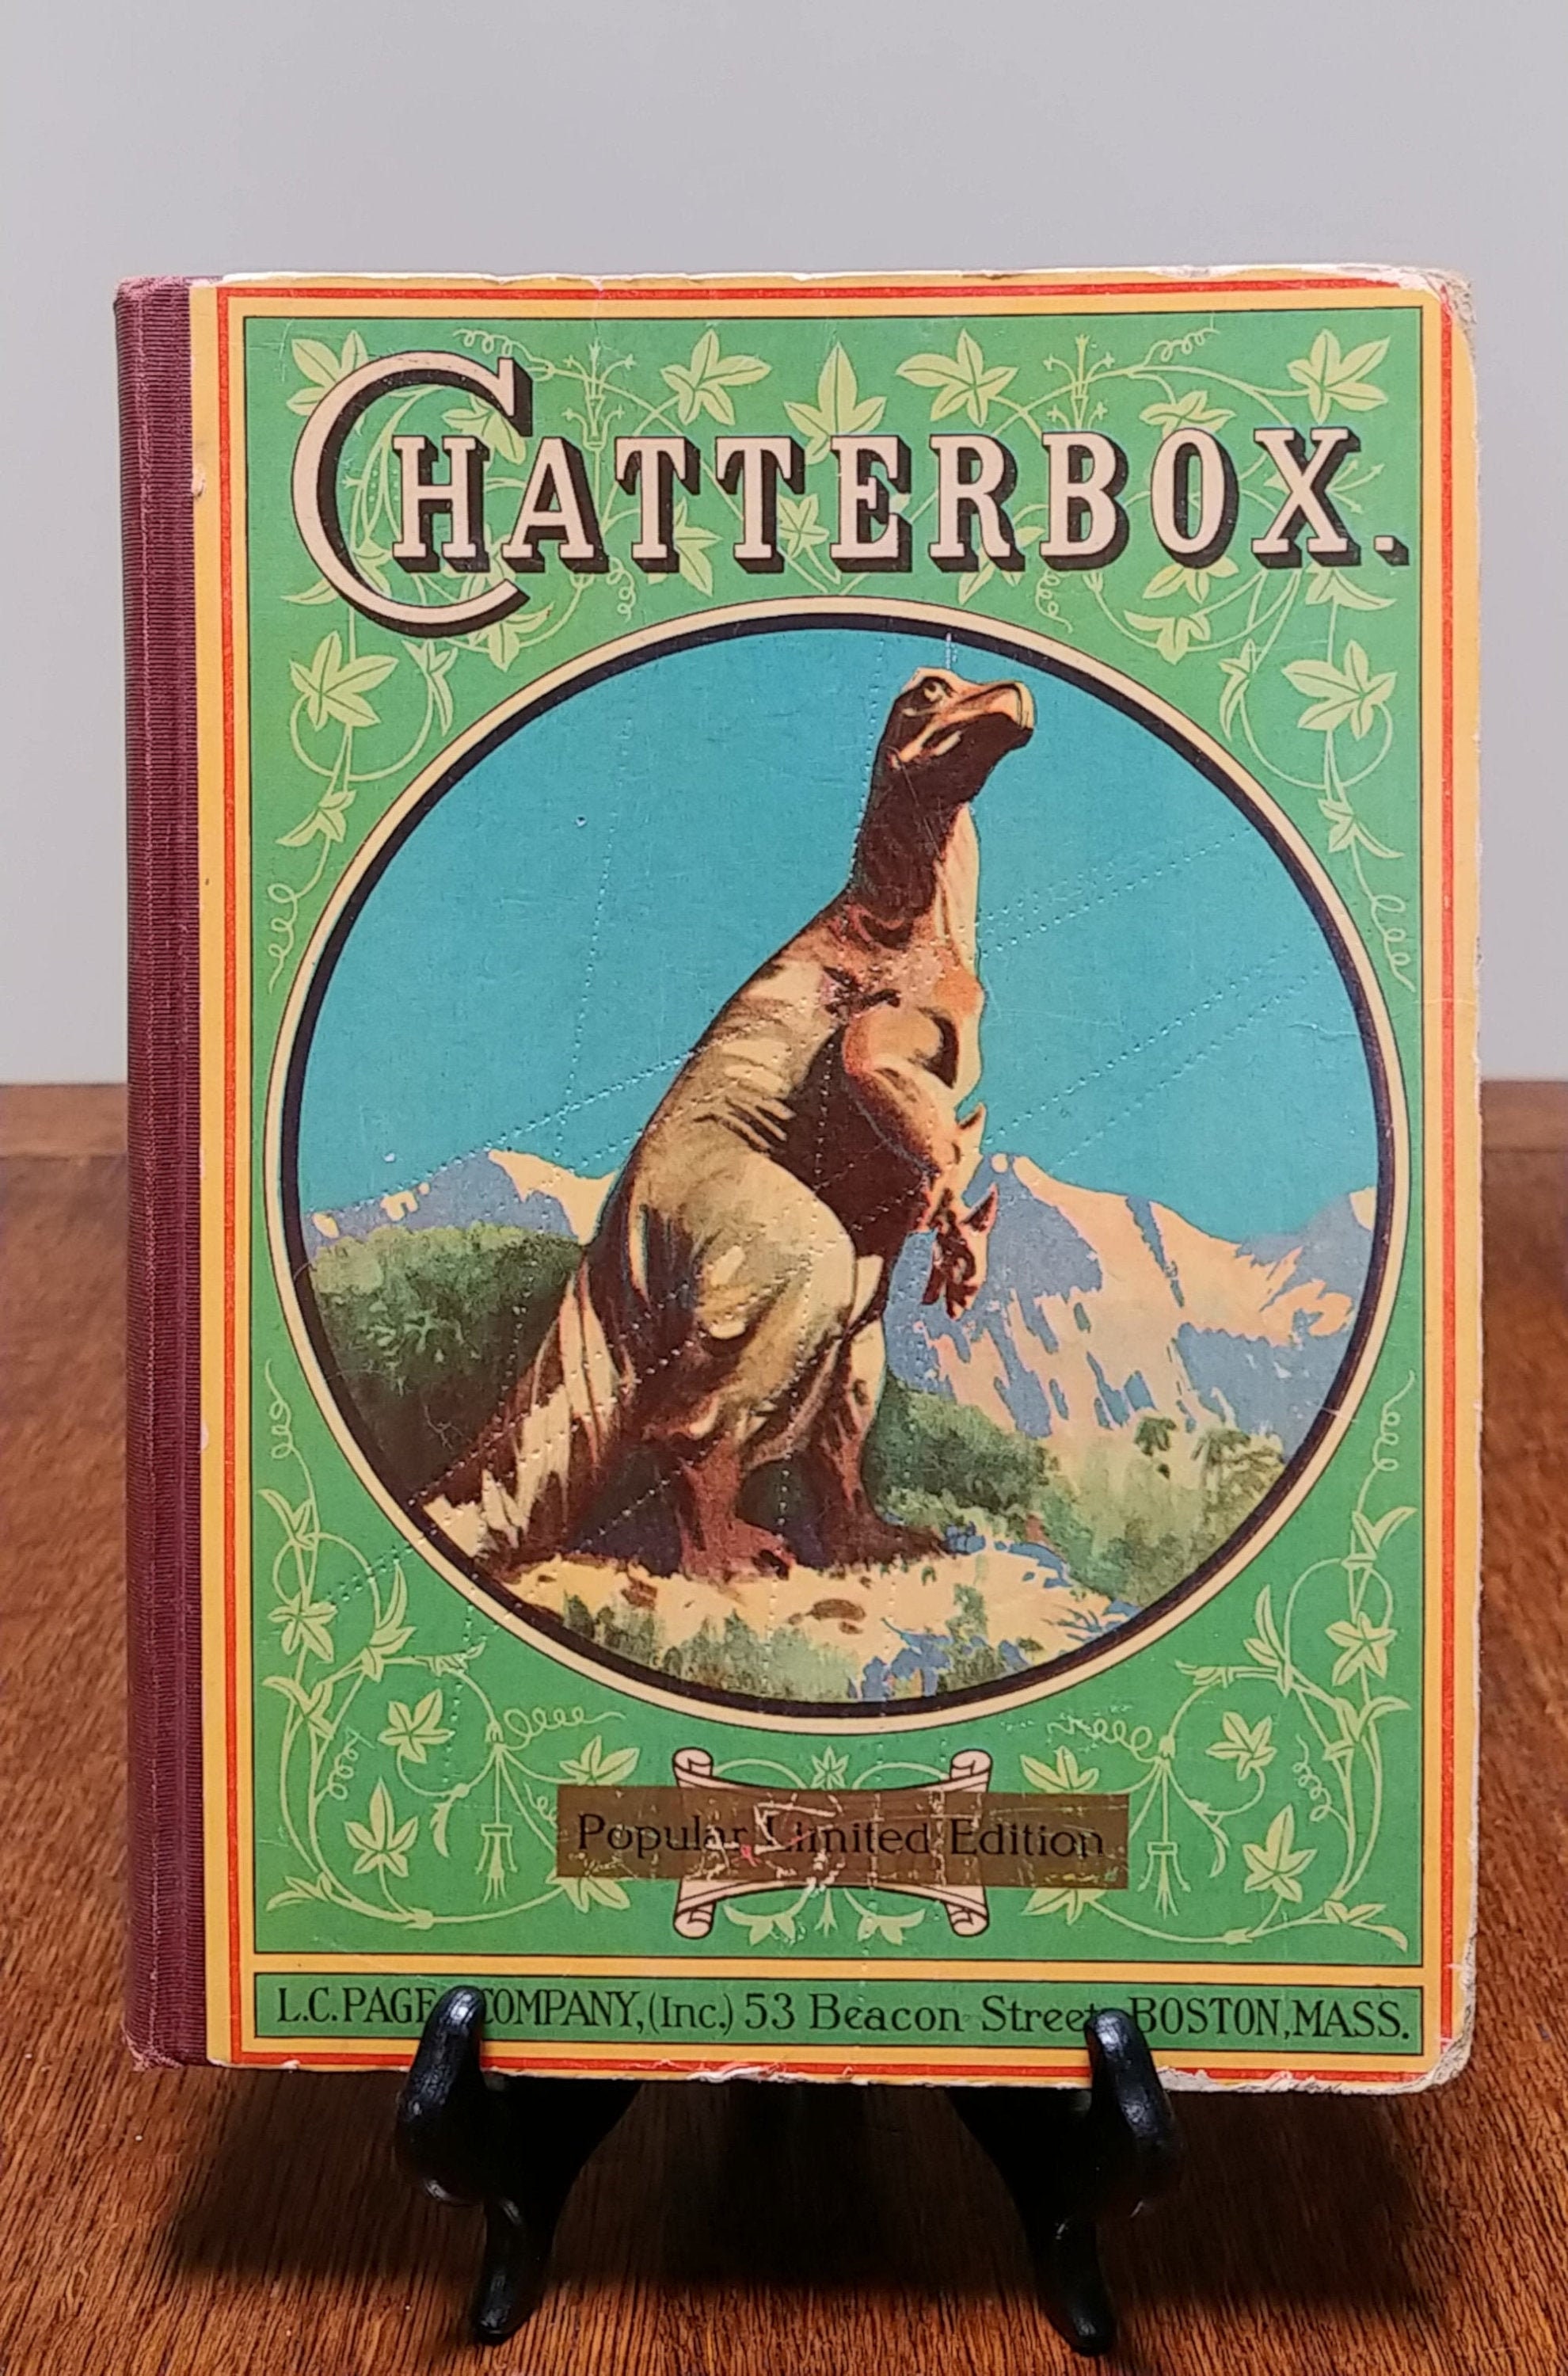 CHATTERBOX.
Popular Limited Edition
L.C. PAGE COMPANY, (Inc.) 53 Beacon Street BOSTON, MASS.